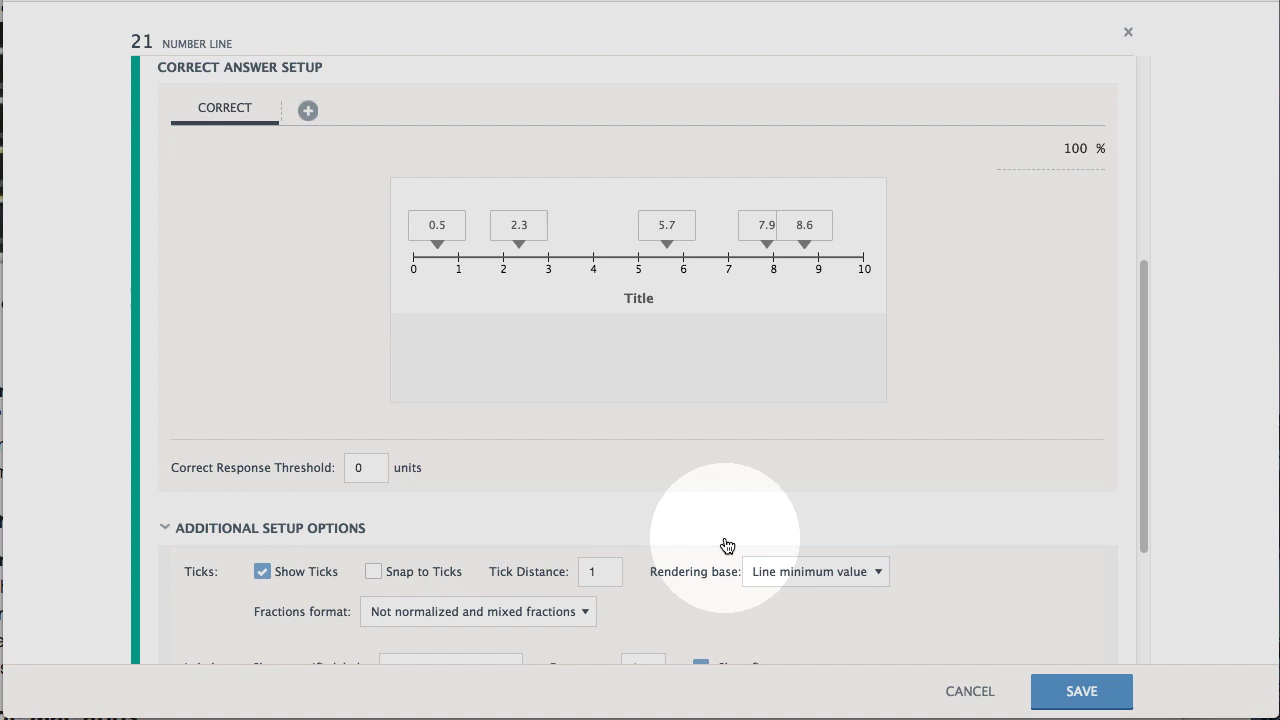 21 NUMBER LINE ×
CORRECT ANSWER SETUP
CORRECT
100 %
0.5 2.3 5.7 7.9 8.6
0 1 2 3 4 5 6 7 8 9 10
Title
Correct Response Threshold: 0 units
ADDITIONAL SETUP OPTIONS
Ticks: Show Ticks Snap to Ticks Tick Distance: 1 Rendering base: Line minimum value
Fractions format: Not normalized and mixed fractions
CANCEL SAVE